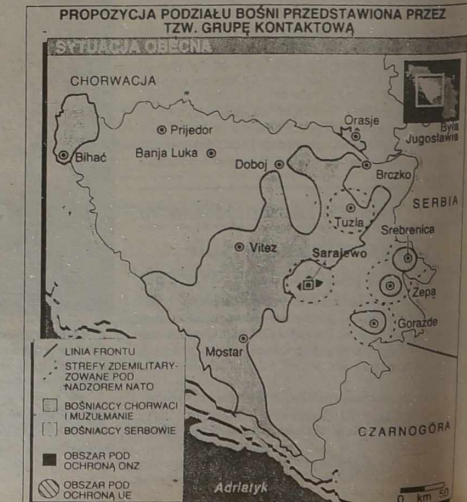 PROPOZYCJA PODZIAŁU BOŚNI PRZEDSTAWIONA PRZEZ
TZW. GRUPĘ KONTAKTOWĄ
SYTUACJA OBECNA
CHORWACJA
Prijedor
Orasje
Była
Jugosławia
Bihać
Banja Luka
Doboj
Brczko
SERBIA
Tuzla
Srebrenica
Vitez
Sarajewo
Żepa
Gorazde
Mostar
LINIA FRONTU
STREFY ZDEMILITARY-
ZOWANE POD
NADZOREM NATO
BOŚNIACCY CHORWACI
I MUZUŁMANIE
BOŚNIACCY SERBOWIE
OBSZAR POD
OCHRONĄ ONZ
OBSZAR POD
OCHRONĄ UE
CZARNOGÓRA
Adriatyk
0 km 50